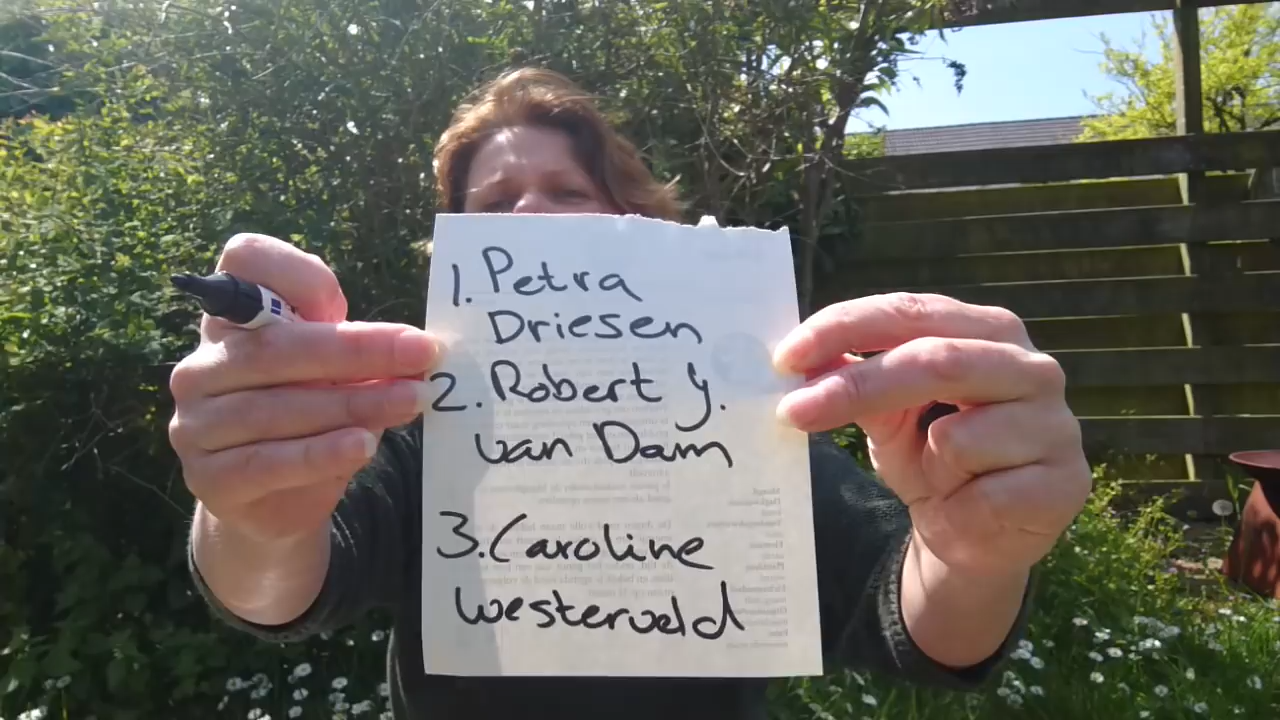 1. Petra
Driesen
2. Robert y.
van Dam
3. Caroline
Westerveld